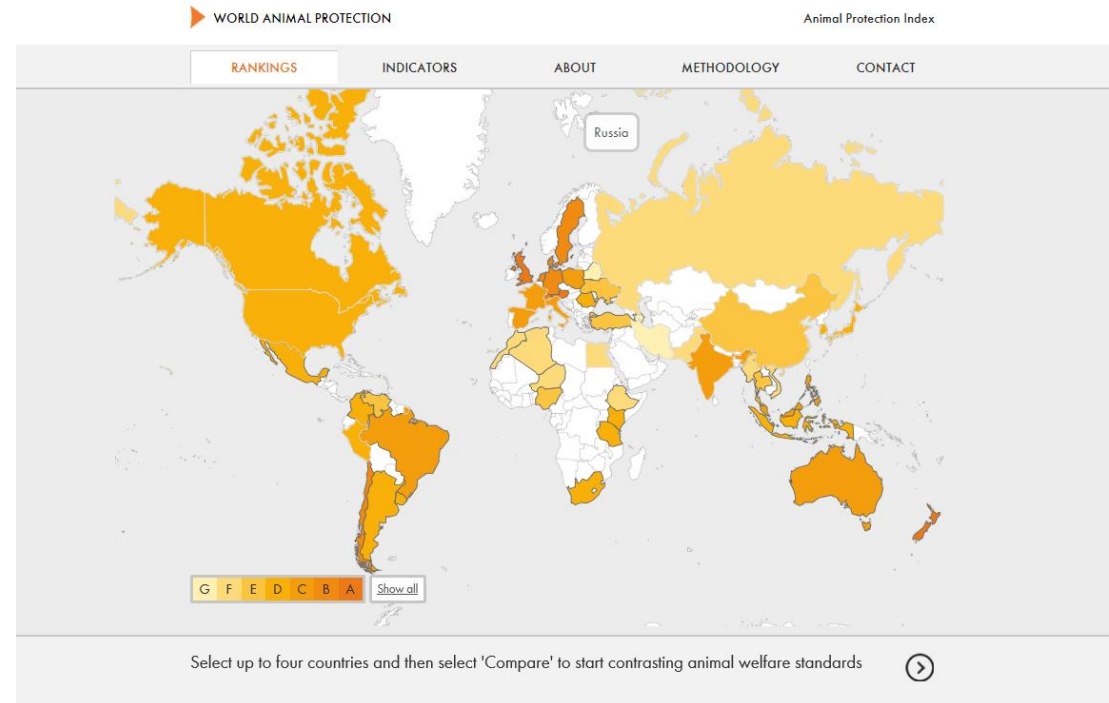 WORLD ANIMAL PROTECTION
Animal Protection Index
RANKINGS INDICATORS ABOUT METHODOLOGY CONTACT
Russia
G F E D C B A Show all
Select up to four countries and then select 'Compare' to start contrasting animal welfare standards